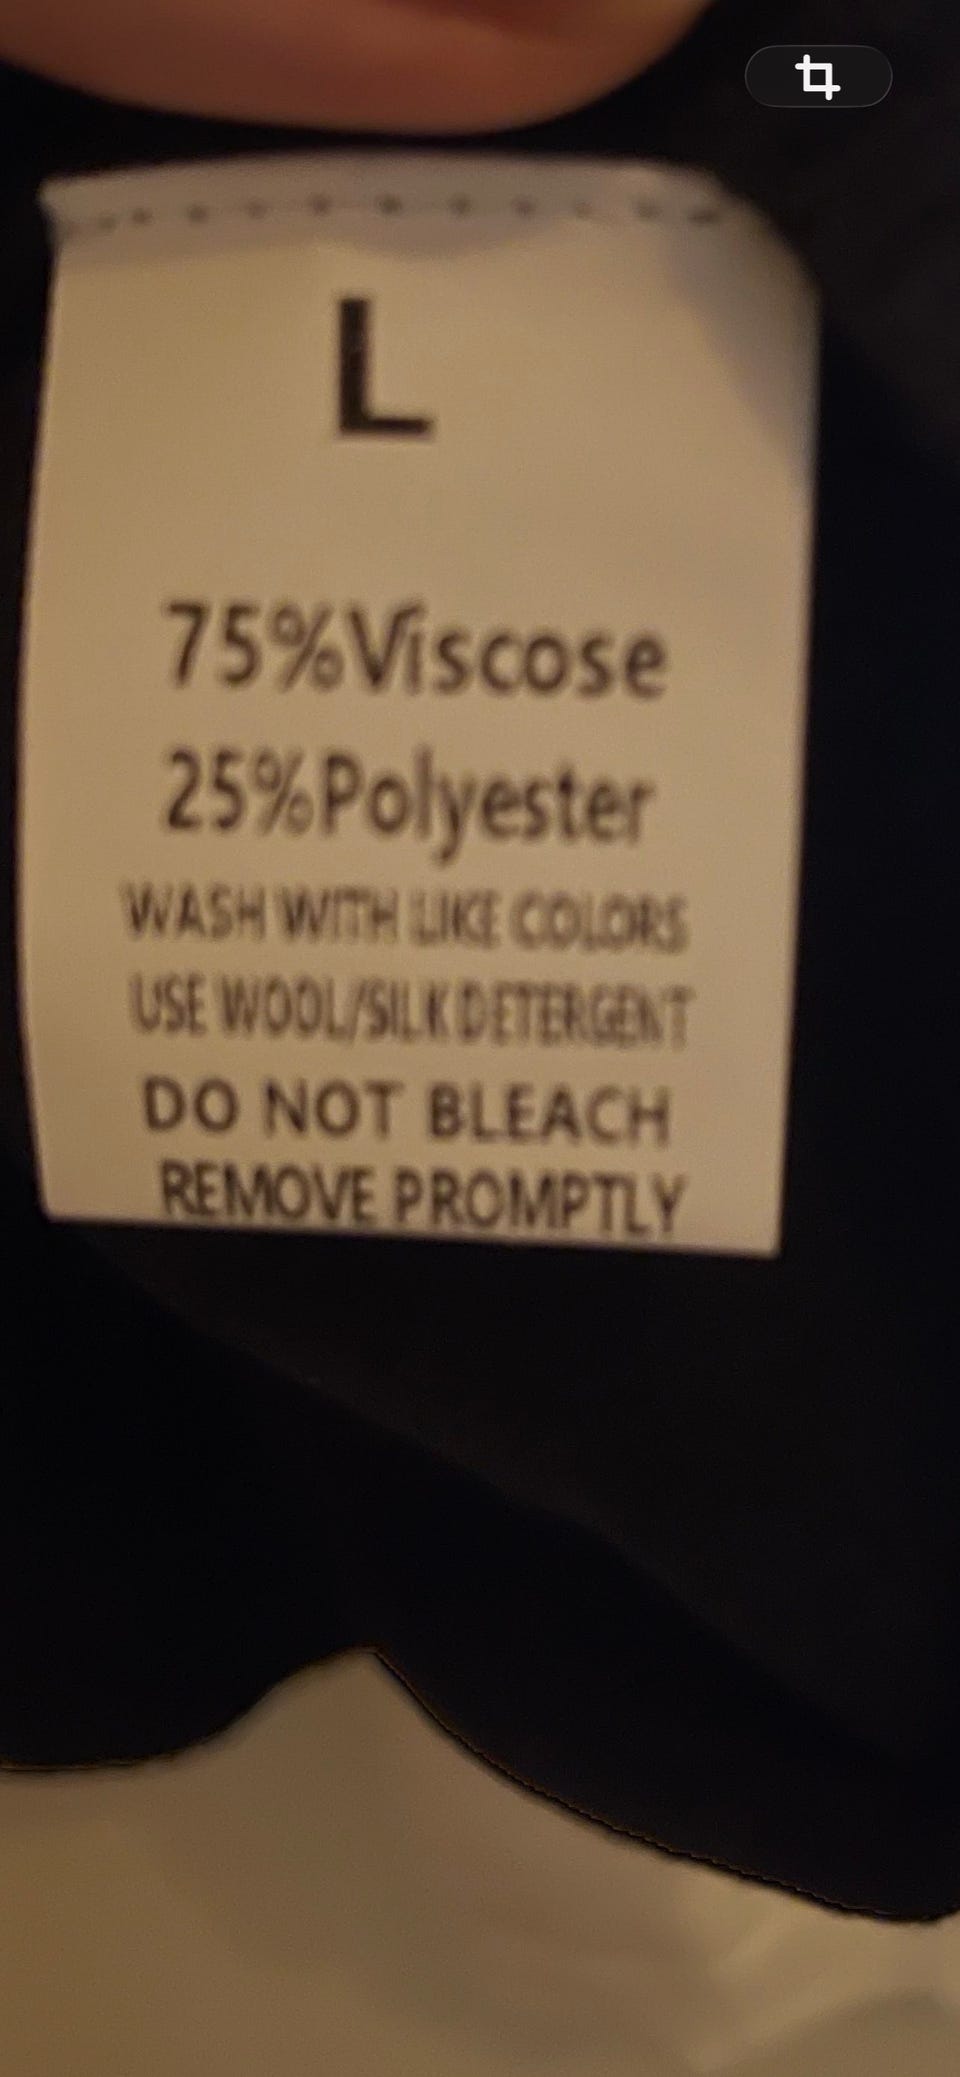 L
75%Viscose
25%Polyester
WASH WITH LIKE COLORS
USE WOOL/SILK DETERGENT
DO NOT BLEACH
REMOVE PROMPTLY